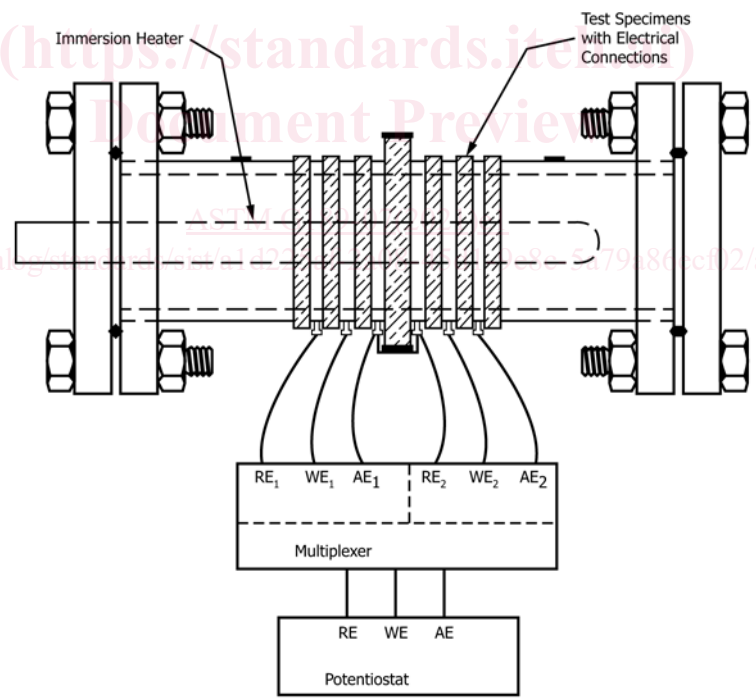 (https://standards.iteh.ai)
Document Preview
Immersion Heater
Test Specimens
with Electrical
Connections
RE1 WE1 AE1 RE2 WE2 AE2
Multiplexer
RE WE AE
Potentiostat